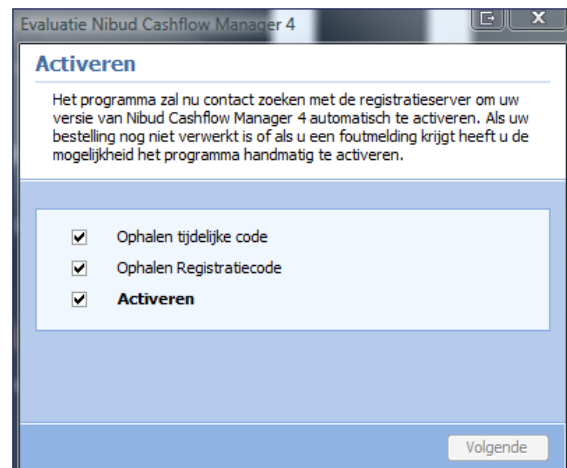 Evaluatie Nibud Cashflow Manager 4
X
Activeren
Het programma zal nu contact zoeken met de registratieserver om uw
versie van Nibud Cashflow Manager 4 automatisch te activeren. Als uw
bestelling nog niet verwerkt is of als u een foutmelding krijgt heeft u de
mogelijkheid het programma handmatig te activeren.
Ophalen tijdelijke code
Ophalen Registratiecode
Activeren
Volgende